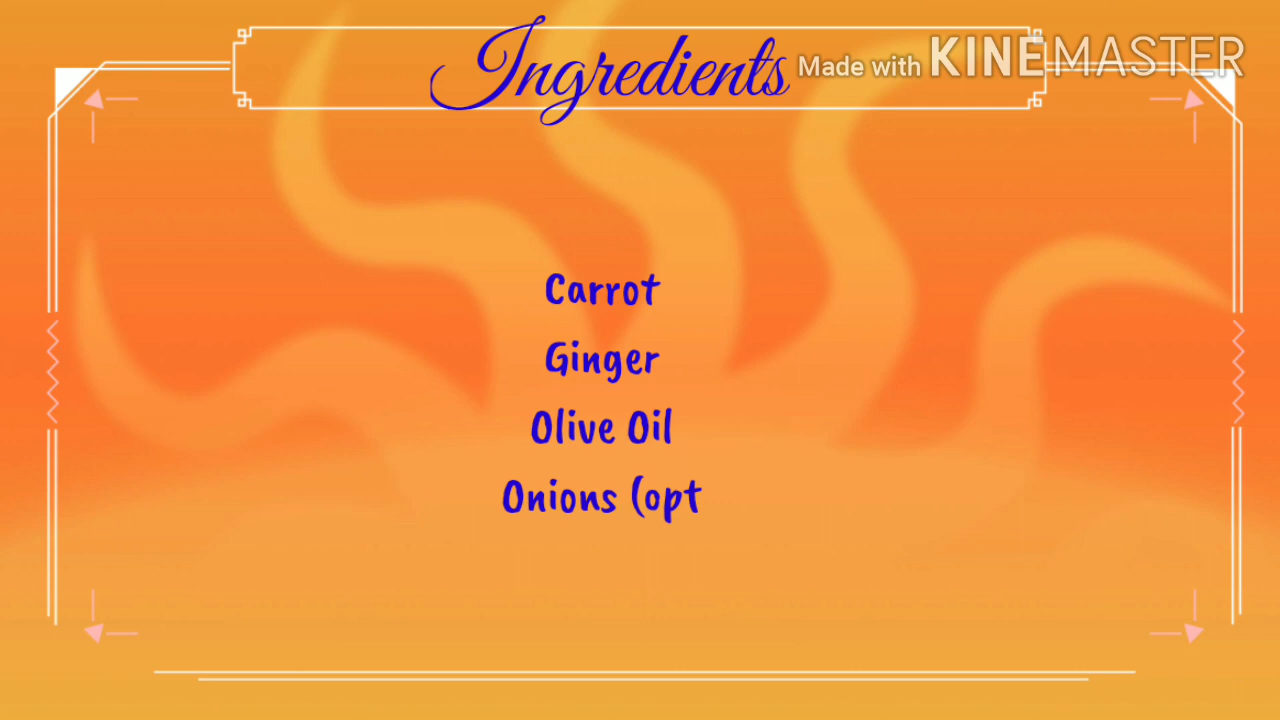 Ingredients
Made with KINEMASTER
Carrot
Ginger
Olive Oil
Onions (opt